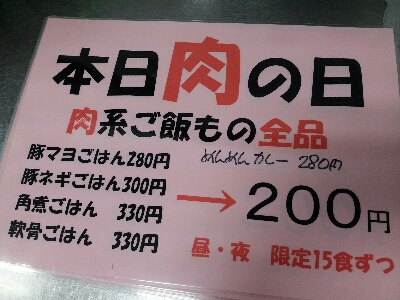 本日肉の日
肉系ご飯もの全品
めんめんカレー 280円
豚マヨごはん280円
豚ネギごはん300円
角煮ごはん 330円
軟骨ごはん 330円
→200円
昼・夜 限定15食ずつ